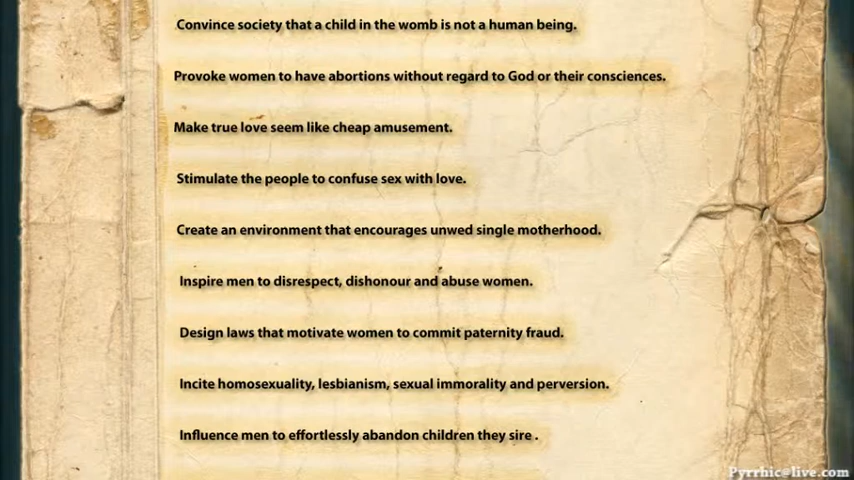 Convince society that a child in the womb is not a human being.
Provoke women to have abortions without regard to God or their consciences.
Make true love seem like cheap amusement.
Stimulate the people to confuse sex with love.
Create an environment that encourages unwed single motherhood.
Inspire men to disrespect, dishonour and abuse women.
Design laws that motivate women to commit paternity fraud.
Incite homosexuality, lesbianism, sexual immorality and perversion.
Influence men to effortlessly abandon children they sire .
Pyrrhic@live.com